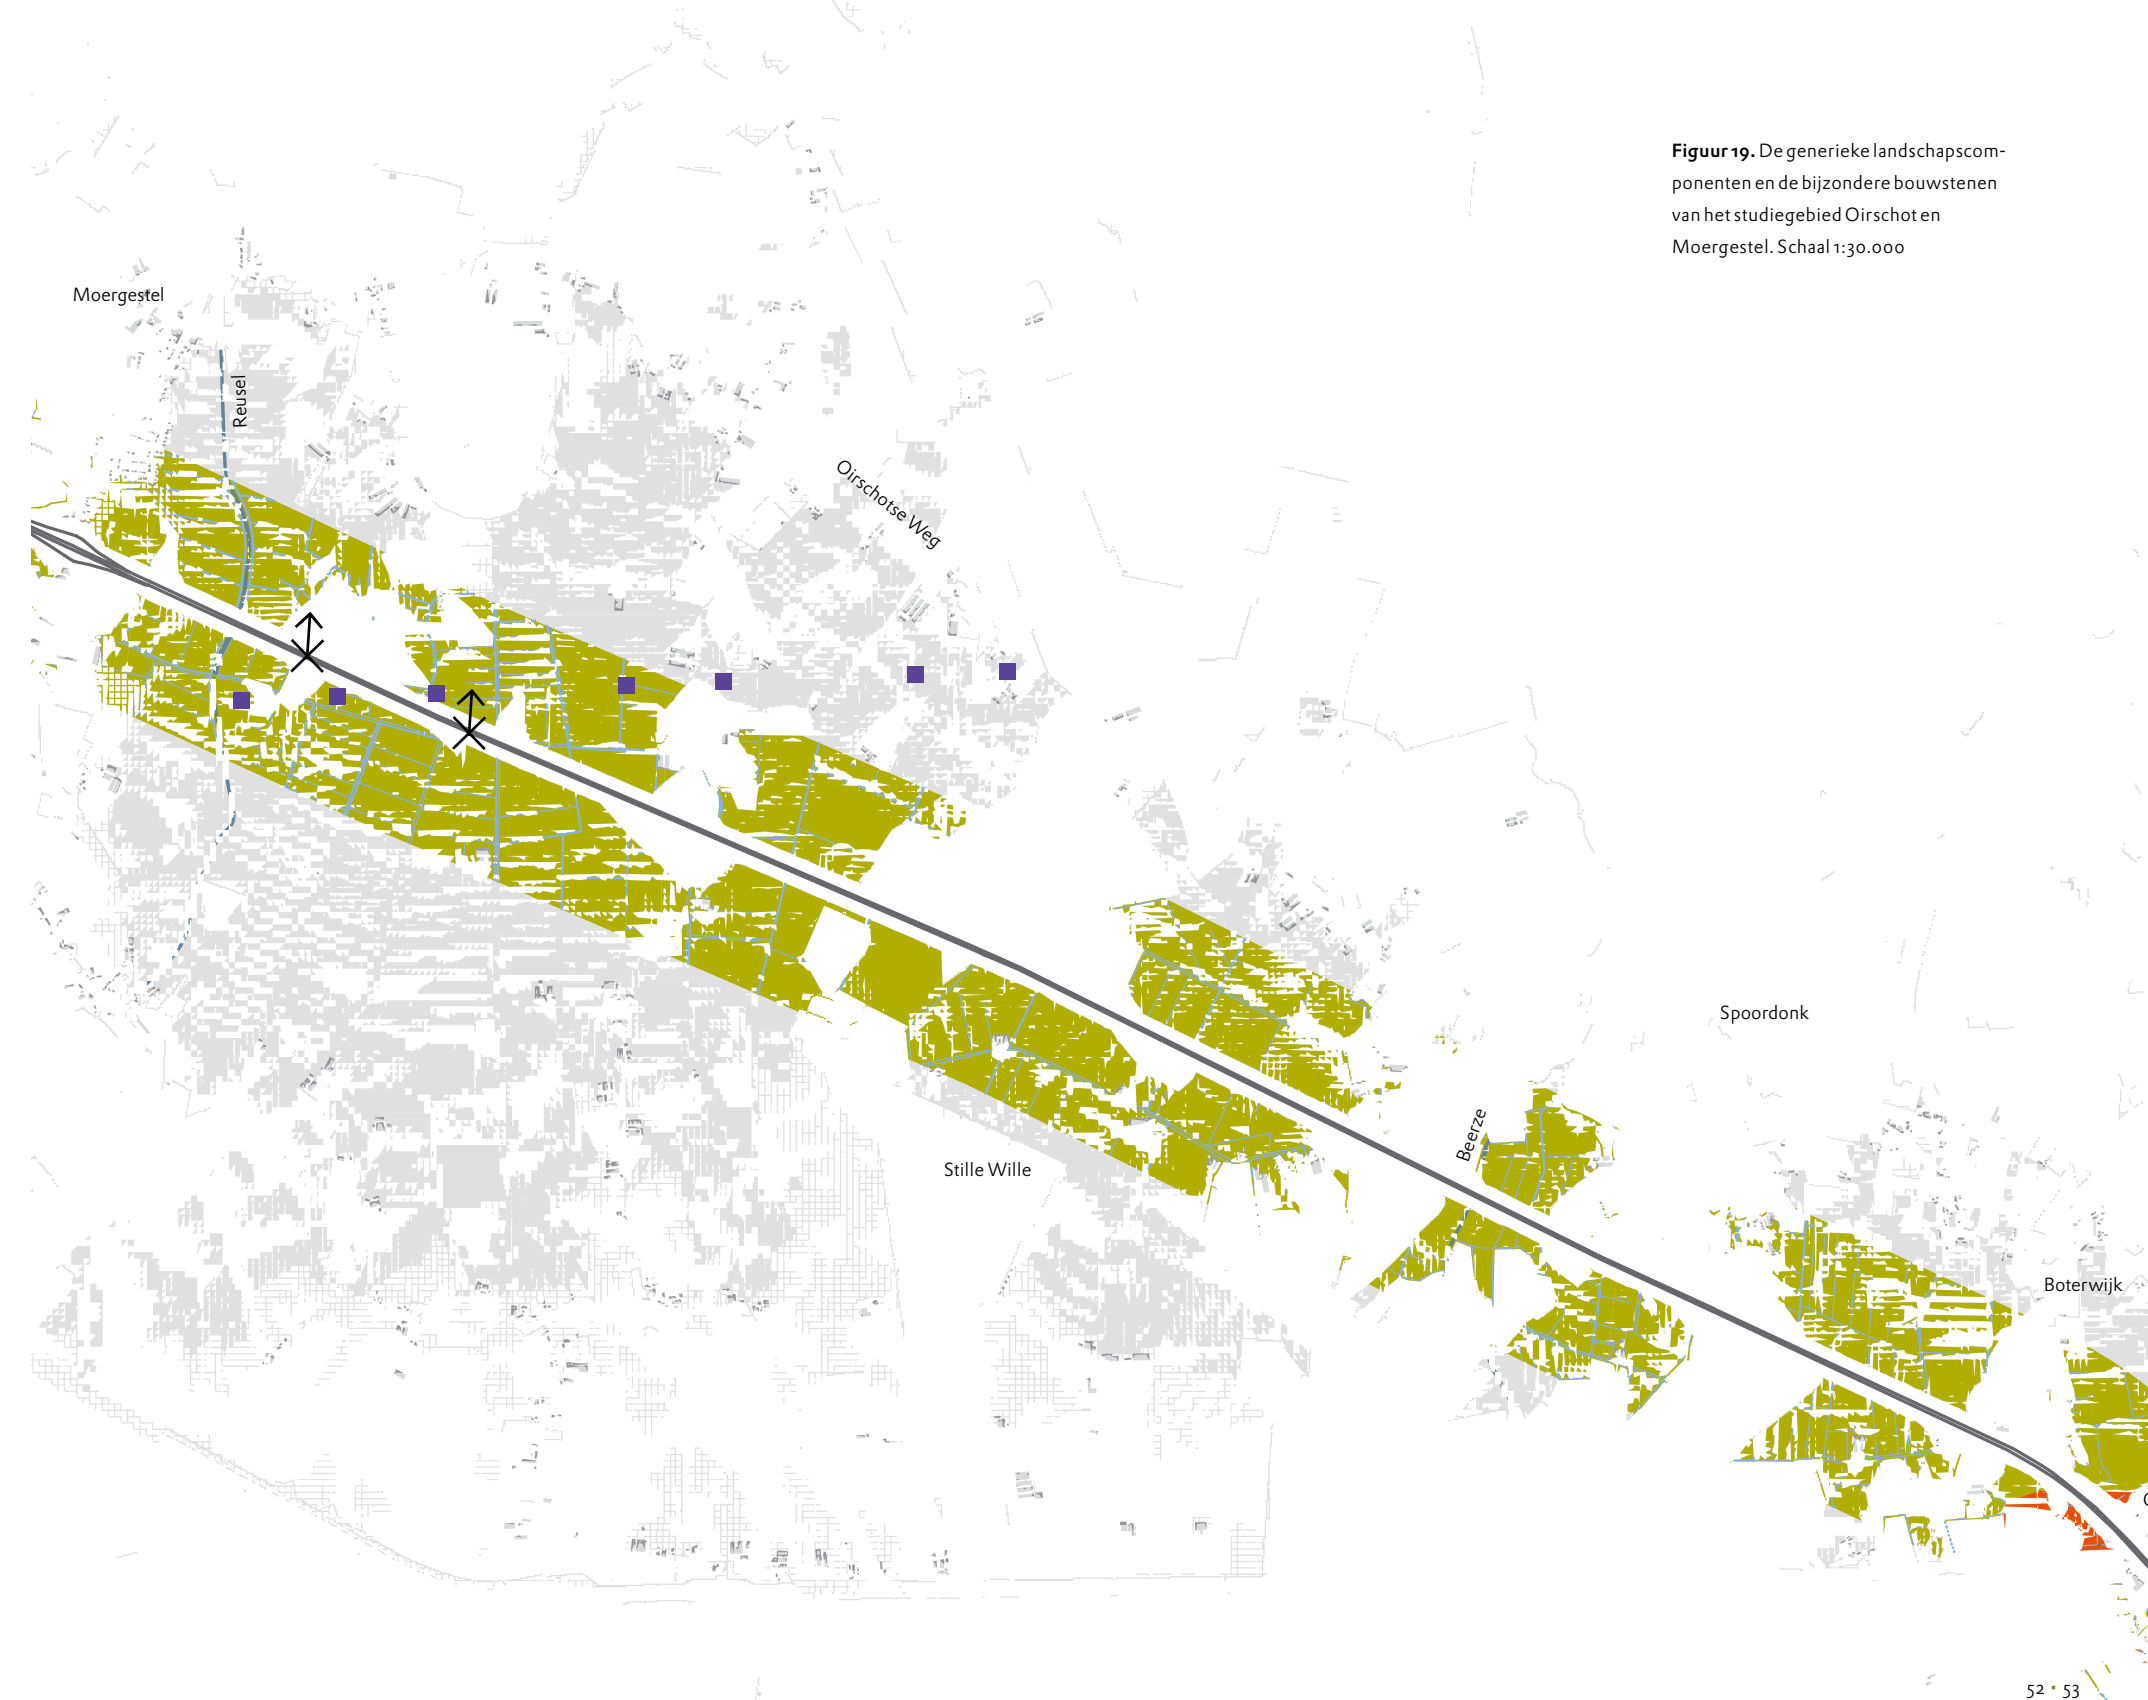 Figuur 19. De generieke landschapscom-
ponenten en de bijzondere bouwstenen
van het studiegebied Oirschot en
Moergestel. Schaal 1:30.000
Moergestel
Reusel
Oirschotse Weg
Spoordonk
Beerze
Stille Wille
Boterwijk
52 • 53